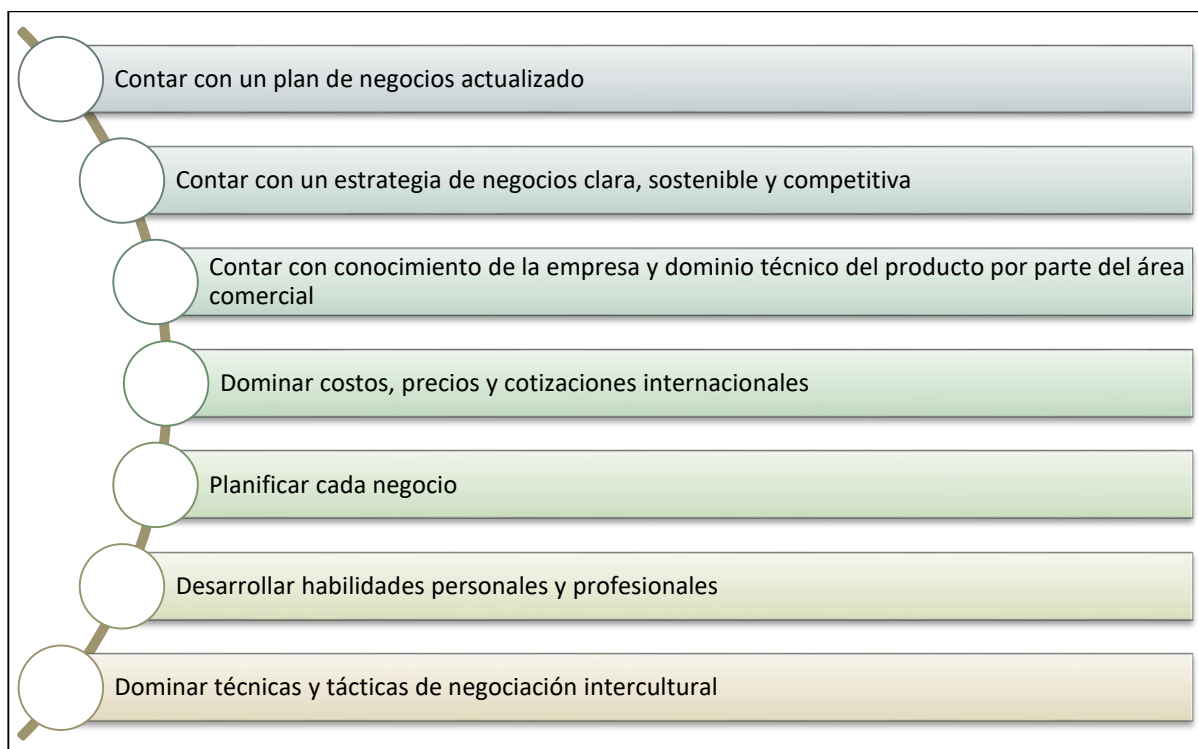 Contar con un plan de negocios actualizado
Contar con un estrategia de negocios clara, sostenible y competitiva
Contar con conocimiento de la empresa y dominio técnico del producto por parte del área
comercial
Dominar costos, precios y cotizaciones internacionales
Planificar cada negocio
Desarrollar habilidades personales y profesionales
Dominar técnicas y tácticas de negociación intercultural